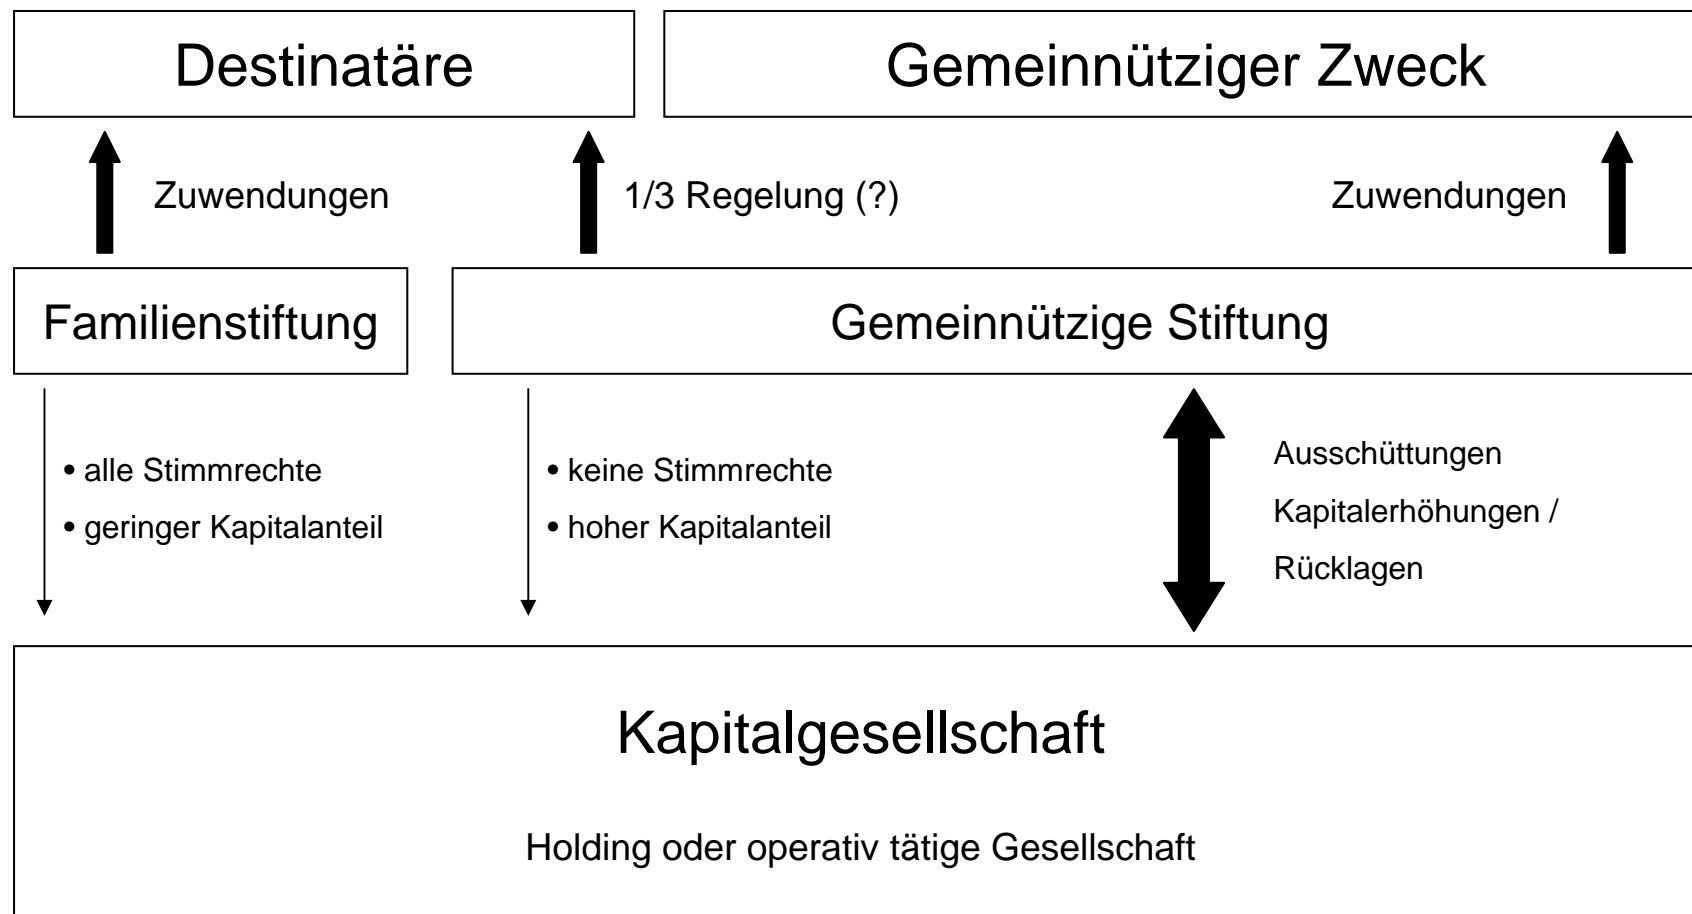 Destinatäre
Gemeinnütziger Zweck
Zuwendungen
1/3 Regelung (?)
Zuwendungen
Familienstiftung
Gemeinnützige Stiftung
• alle Stimmrechte
• geringer Kapitalanteil
• keine Stimmrechte
• hoher Kapitalanteil
Ausschüttungen
Kapitalerhöhungen /
Rücklagen
Kapitalgesellschaft
Holding oder operativ tätige Gesellschaft